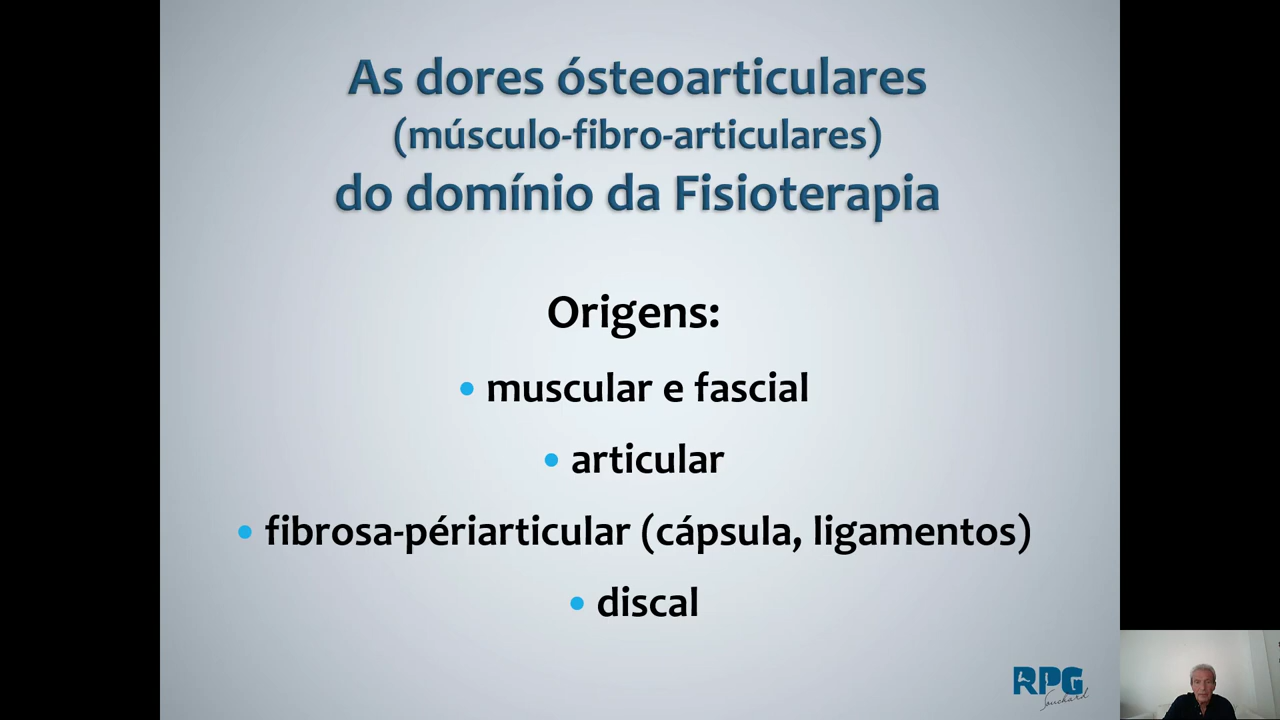 As dores ósteoarticulares
(músculo-fibro-articulares)
do domínio da Fisioterapia
Origens:
• muscular e fascial
• articular
• fibrosa-périarticular (cápsula, ligamentos)
• discal
RPG
Souchard